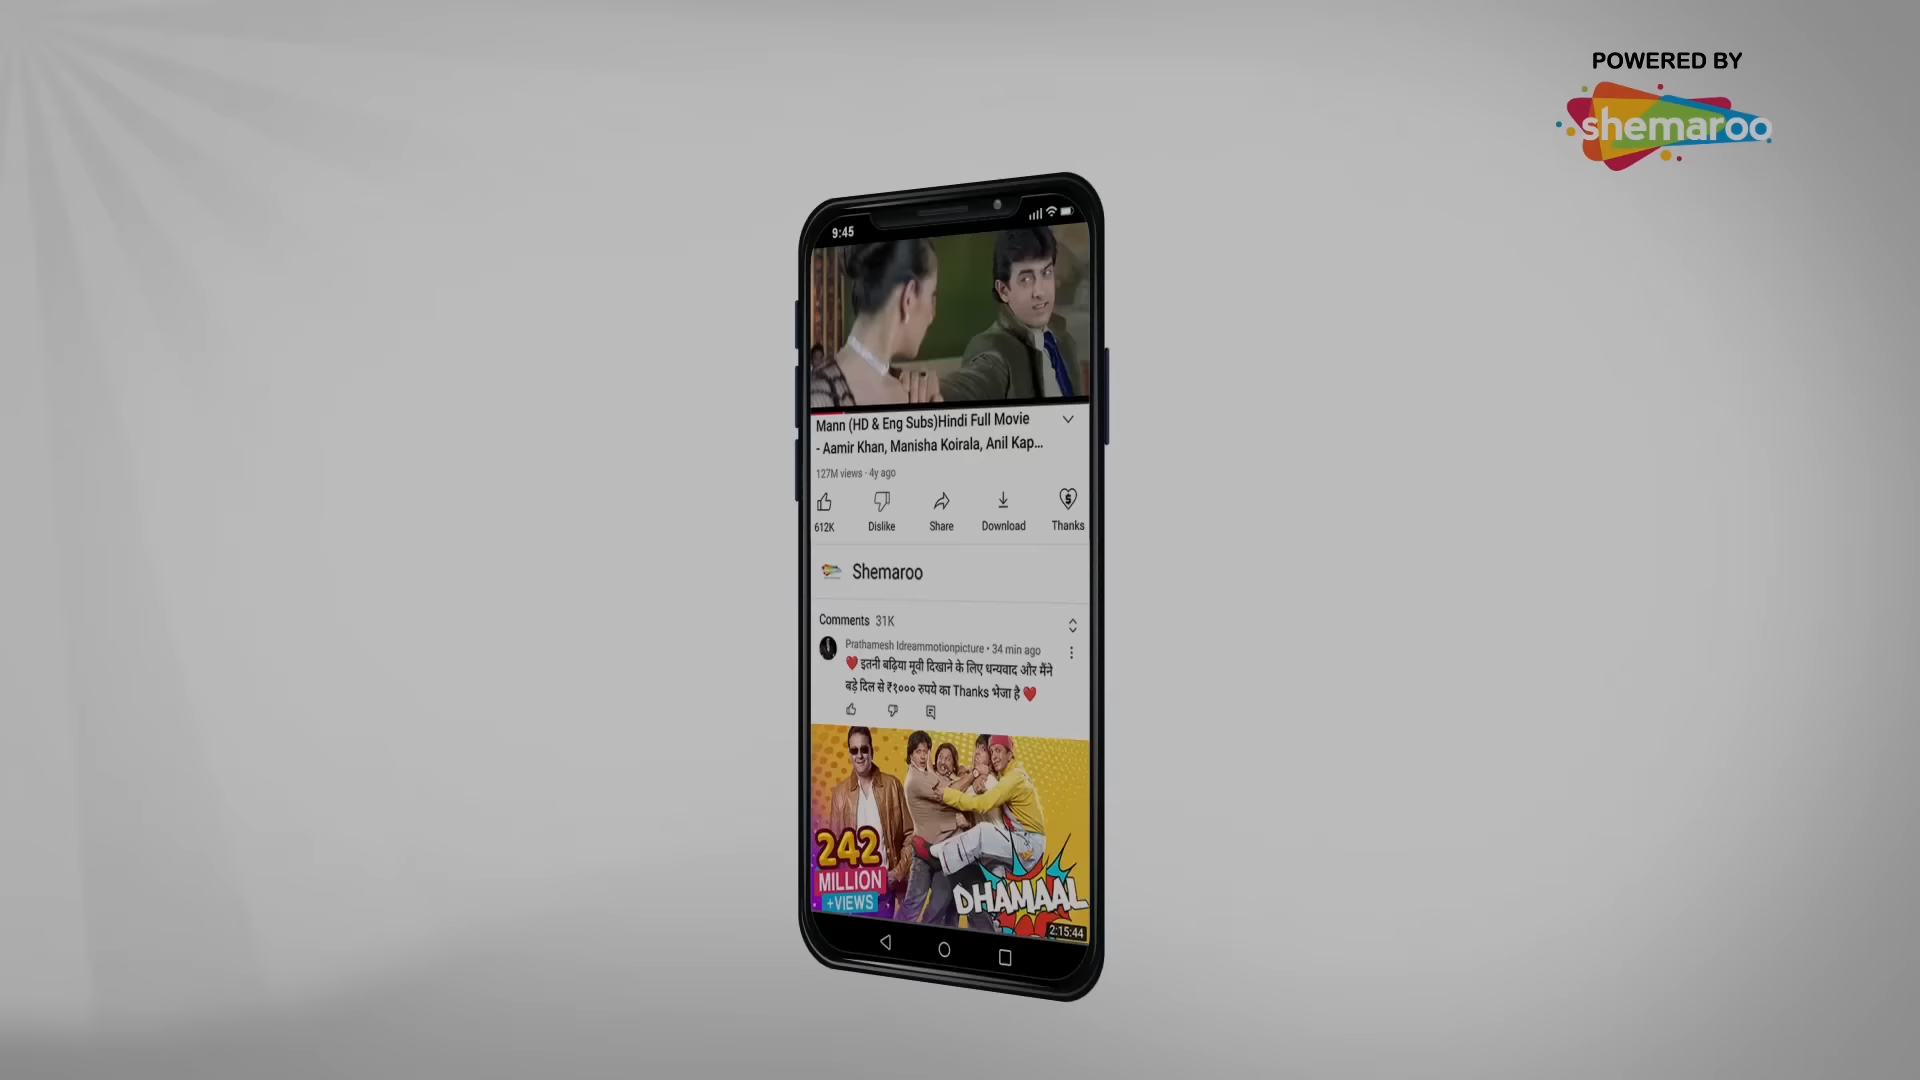 POWERED BY
shemaroo
9:45
Mann (HD & Eng Subs)Hindi Full Movie
- Aamir Khan, Manisha Koirala, Anil Kap...
127M views · 4y ago
612K
Dislike
Share
Download
Thanks
Shemaroo
Comments 31K
Prathamesh Idreammotionpicture • 34 min ago
❤️ इतनी बढ़िया मूवी दिखाने के लिए धन्यवाद और मैंने
बड़े दिल से ₹१००० रुपये का Thanks भेजा है ❤️
242
MILLION
+VIEWS
DHAMAAL
2:15:44